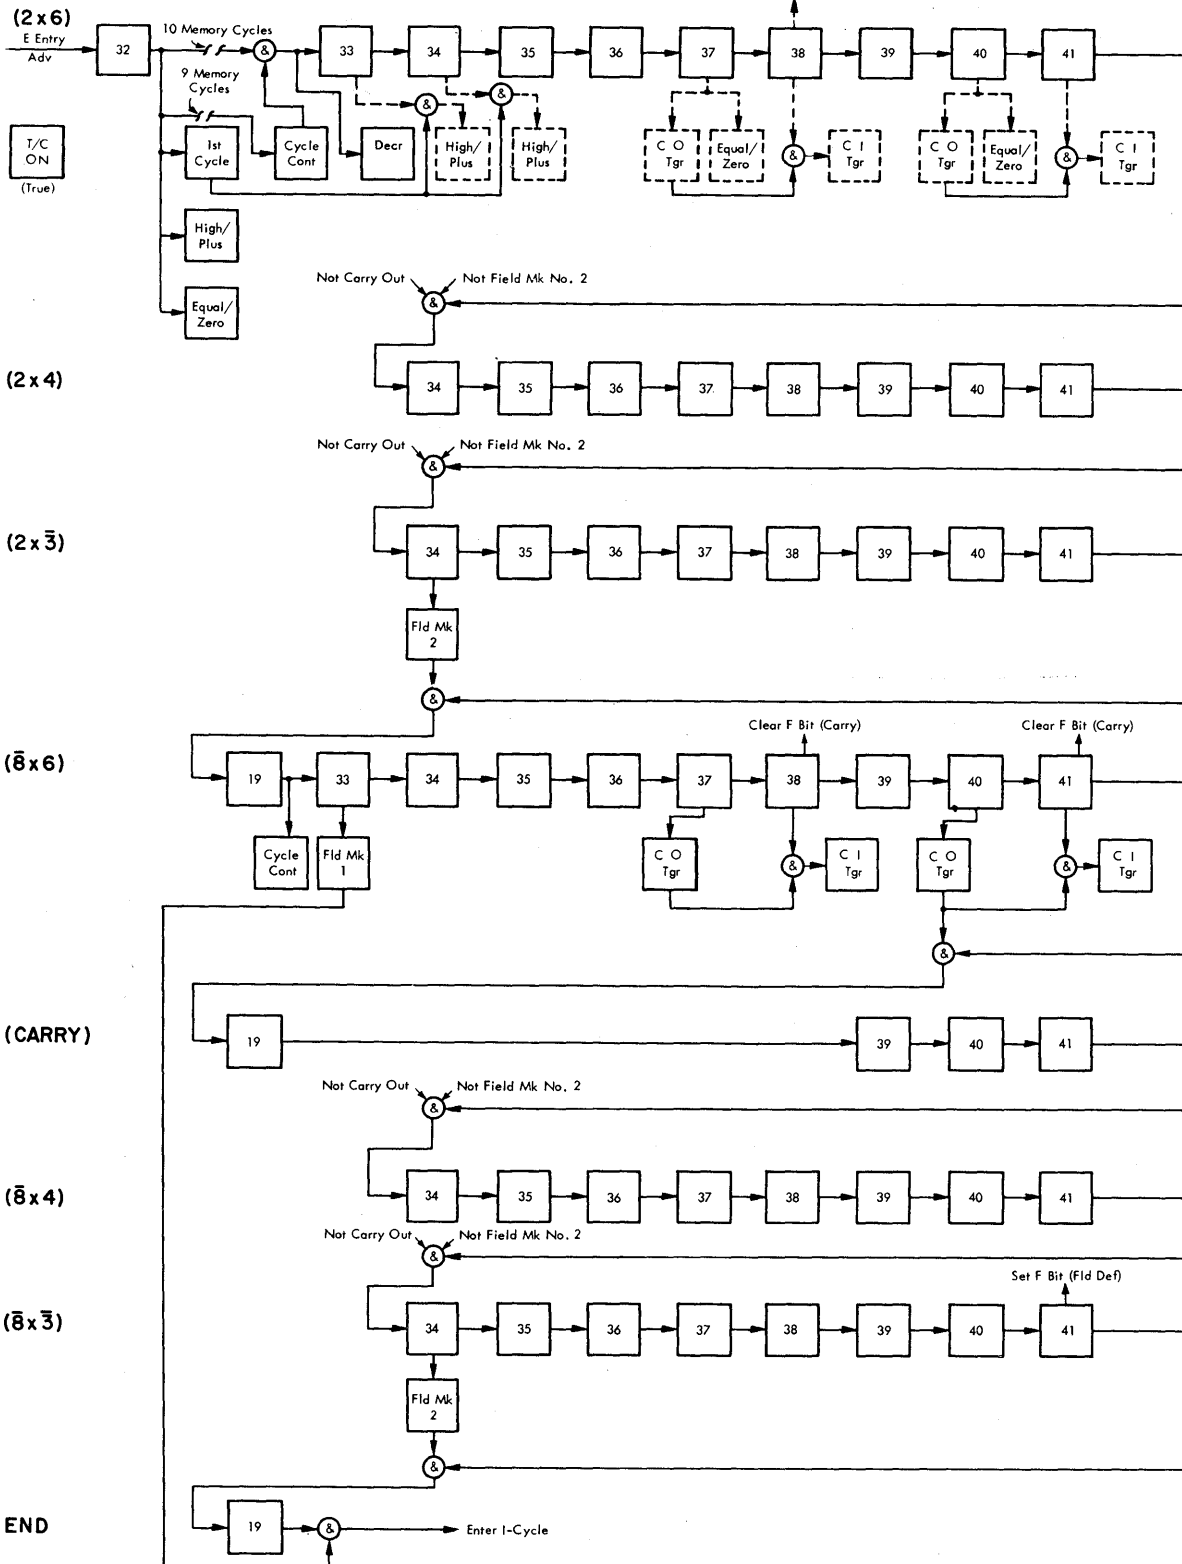 (2x6)
E Entry
Adv
32
10 Memory Cycles
&
33
34
35
36
37
38
39
40
41
9 Memory
Cycles
T/C
ON
(True)
1st
Cycle
Cycle
Cont
Decr
&
High/
Plus
&
High/
Plus
C O
Tgr
Equal/
Zero
&
C I
Tgr
C O
Tgr
Equal/
Zero
&
C I
Tgr
High/
Plus
Equal/
Zero
Not Carry Out
Not Field Mk No. 2
&
(2x4)
34
35
36
37
38
39
40
41
Not Carry Out
Not Field Mk No. 2
&
(2x3̄)
34
35
36
37
38
39
40
41
Fld Mk
2
&
Clear F Bit (Carry)
Clear F Bit (Carry)
(8̄x6)
19
33
34
35
36
37
38
39
40
41
Cycle
Cont
Fld Mk
1
C O
Tgr
&
C I
Tgr
C O
Tgr
&
C I
Tgr
&
(CARRY)
19
39
40
41
Not Carry Out
Not Field Mk No. 2
&
(8̄x4)
34
35
36
37
38
39
40
41
Not Carry Out
Not Field Mk No. 2
&
Set F Bit (Fld Def)
(8̄x3̄)
34
35
36
37
38
39
40
41
Fld Mk
2
&
END
19
&
Enter I-Cycle